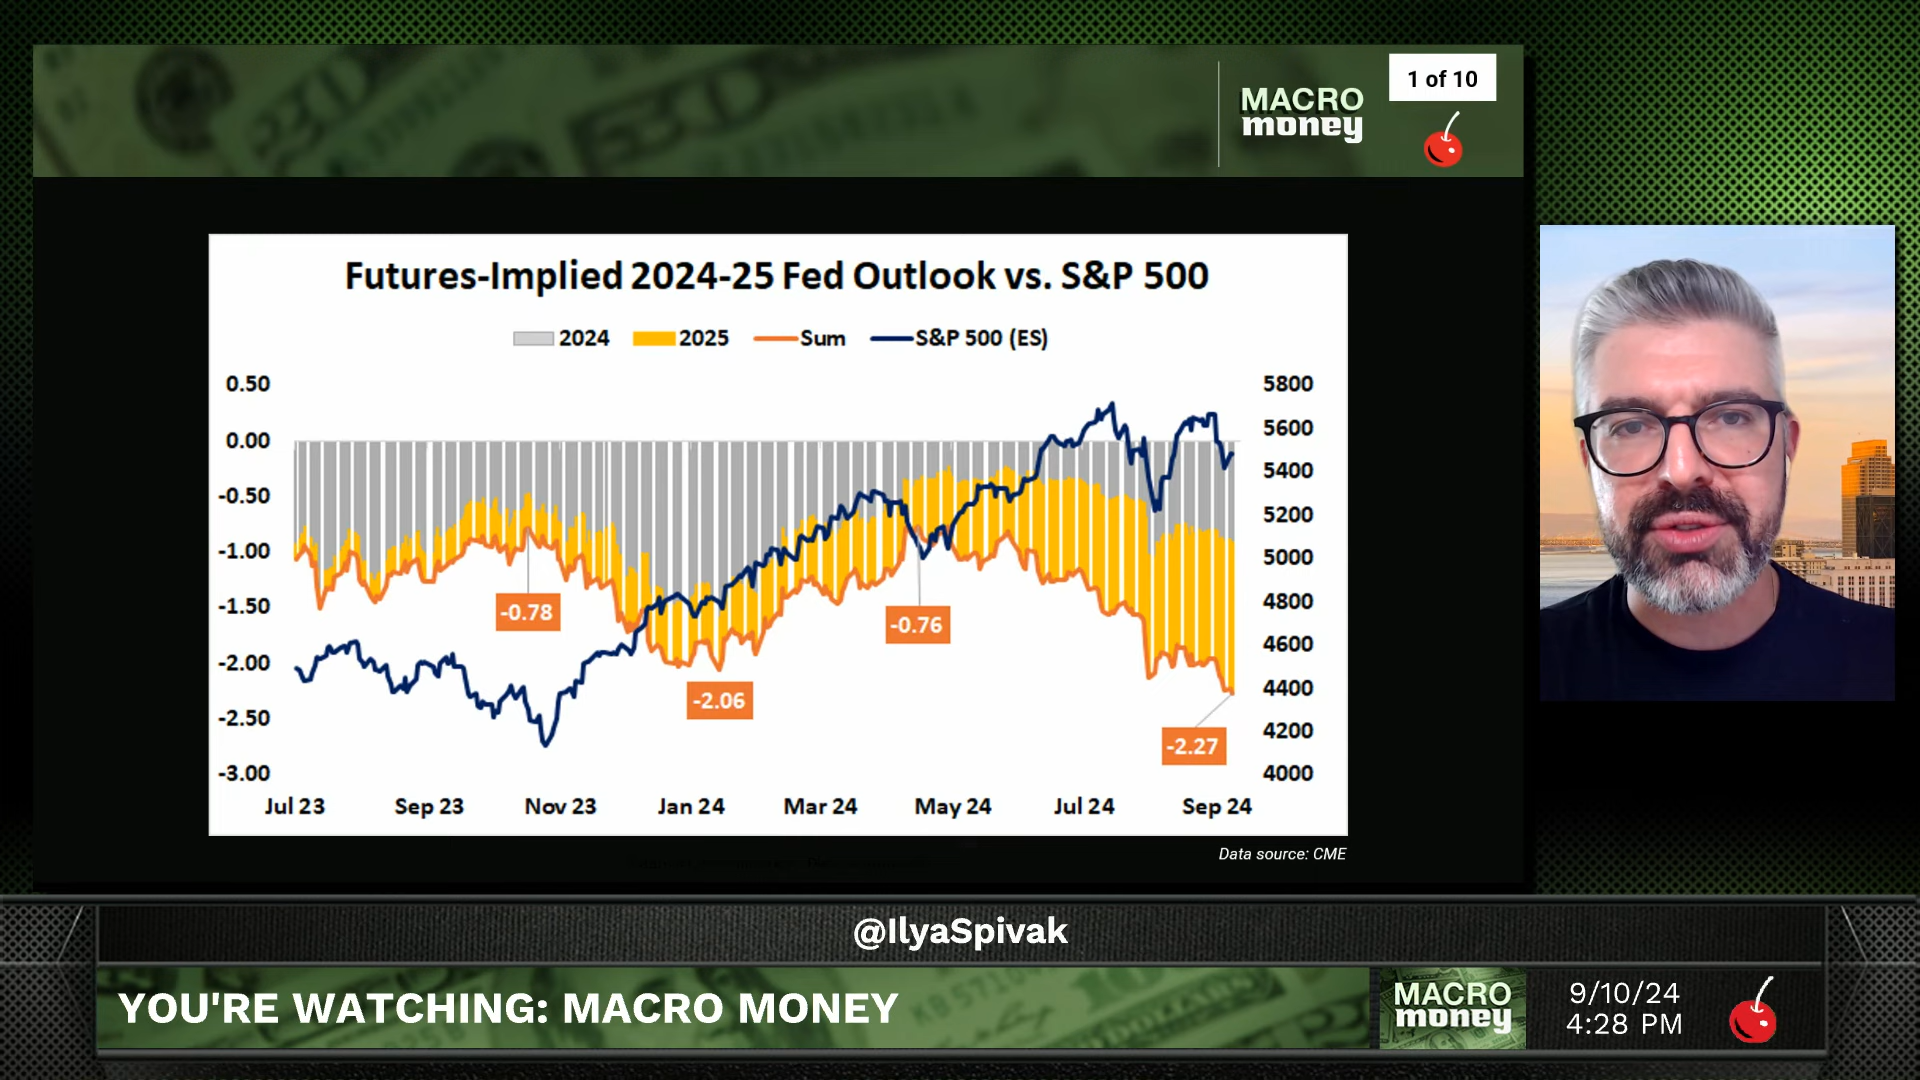 MACRO
money
1 of 10
Futures-Implied 2024-25 Fed Outlook vs. S&P 500
2024 2025 Sum S&P 500 (ES)
0.50
0.00
-0.50
-1.00
-1.50
-2.00
-2.50
-3.00
5800
5600
5400
5200
5000
4800
4600
4400
4200
4000
-0.78
-2.06
-0.76
-2.27
Jul 23 Sep 23 Nov 23 Jan 24 Mar 24 May 24 Jul 24 Sep 24
Data source: CME
@IlyaSpivak
YOU'RE WATCHING: MACRO MONEY
MACRO
money
9/10/24
4:28 PM